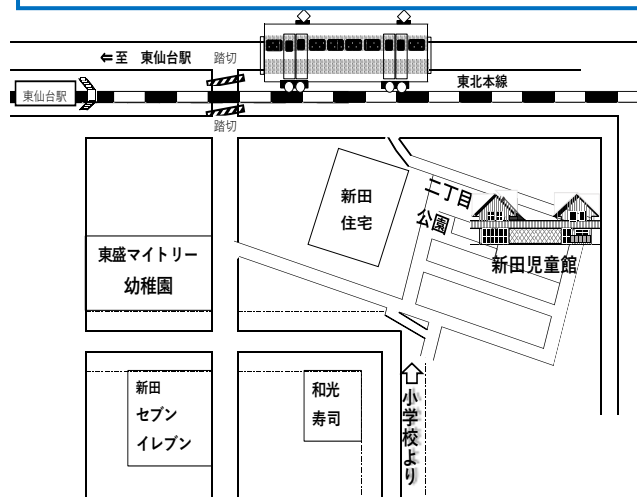 ⇐至 東仙台駅
踏切
東北本線
東仙台駅
踏切
新田
住宅
二丁目
公園
新田児童館
東盛マイトリー
幼稚園
新田
セブン
イレブン
和光
寿司
小学校より